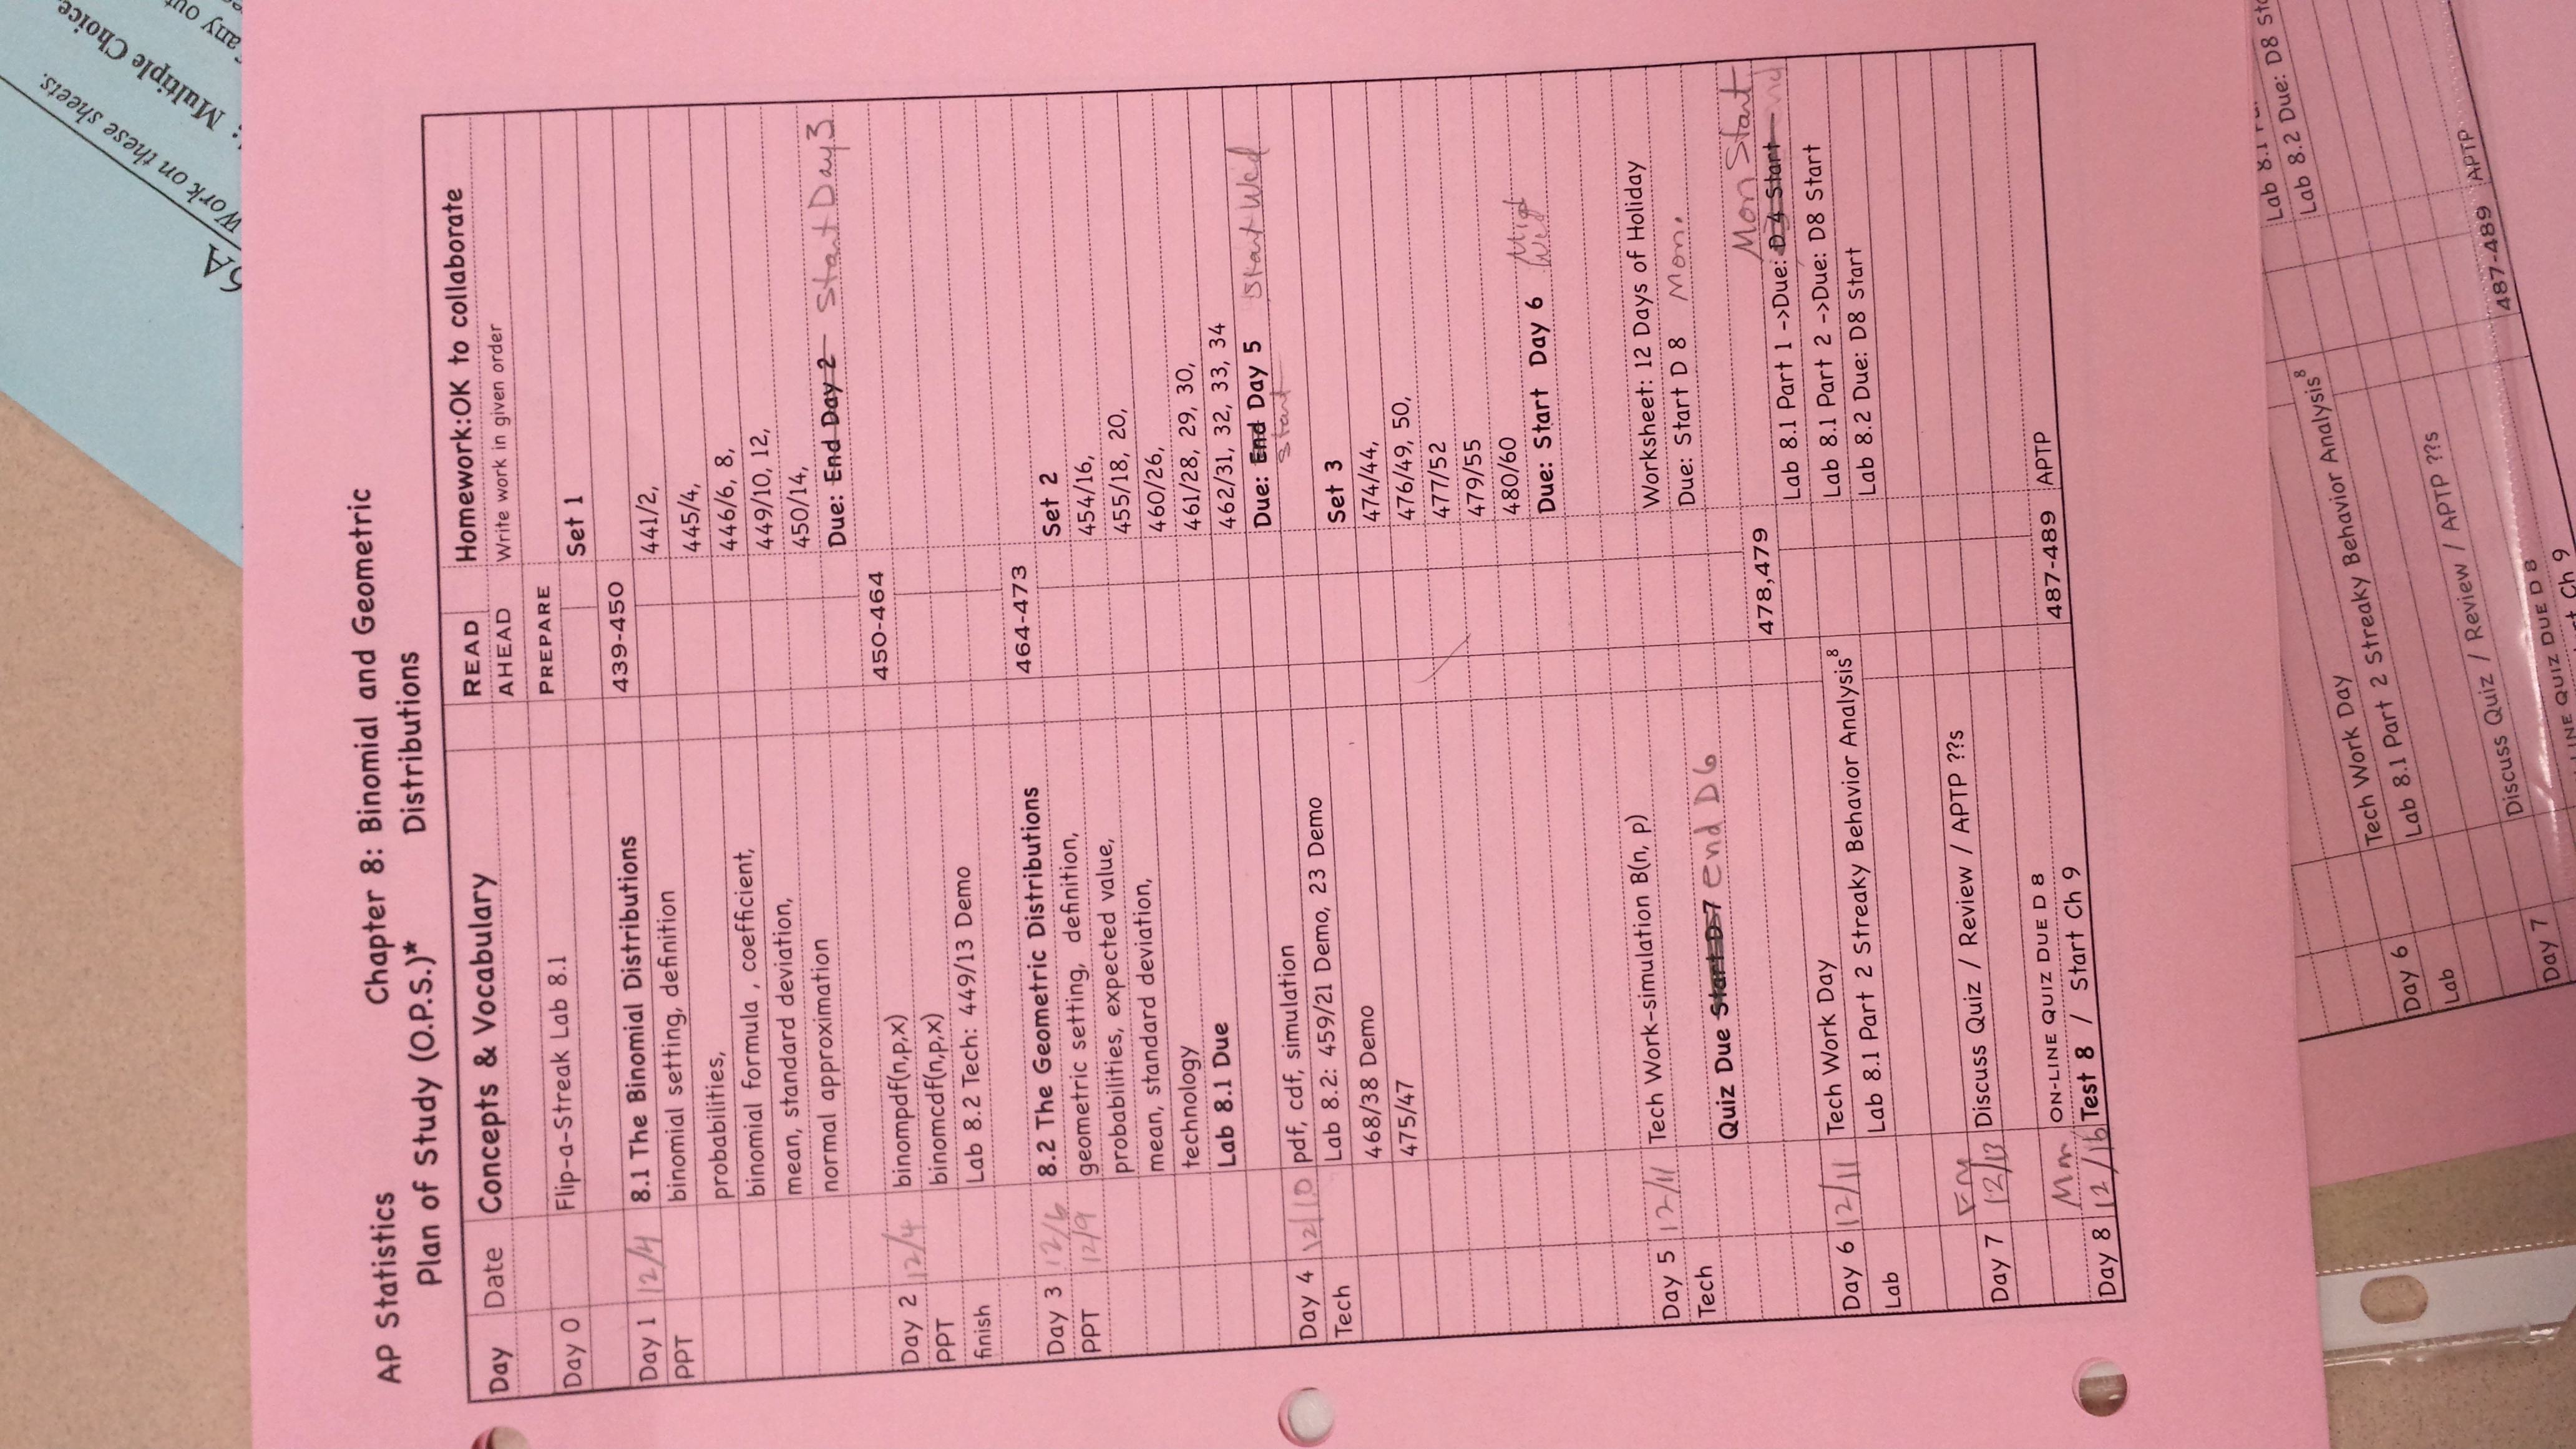 6A
Work on these sheets.
: Multiple Choice.
any out
AP Statistics Chapter 8: Binomial and Geometric
Plan of Study (O.P.S.)* Distributions
Day Date Concepts & Vocabulary READ Homework:OK to collaborate
AHEAD Write work in given order
PREPARE
Day 0 Flip-a-Streak Lab 8.1
Set 1
439-450
Day 1 12/4 8.1 The Binomial Distributions
441/2,
PPT binomial setting, definition
445/4,
probabilities,
446/6, 8,
binomial formula , coefficient,
449/10, 12,
mean, standard deviation,
450/14,
normal approximation
Due: End Day 2 Start Day 3
450-464
Day 2 12/4 binompdf(n,p,x)
PPT binomcdf(n,p,x)
finish Lab 8.2 Tech: 449/13 Demo
464-473
Day 3 12/6 8.2 The Geometric Distributions
Set 2
PPT 12/9 geometric setting, definition,
454/16,
probabilities, expected value,
455/18, 20,
mean, standard deviation,
460/26,
technology
461/28, 29, 30,
Lab 8.1 Due
462/31, 32, 33, 34
Due: End Day 5 Start Wed
Start
Day 4 12/10 pdf, cdf, simulation
Tech Lab 8.2: 459/21 Demo, 23 Demo
Set 3
468/38 Demo
474/44,
475/47
476/49, 50,
477/52
479/55
480/60
Due: Start Day 6 Wed
Day 5 12/11 Tech Work-simulation B(n, p)
Worksheet: 12 Days of Holiday
Tech
Due: Start D 8 Mon.
Quiz Due Start D 7 end D6
Mon Start
478,479
Lab 8.1 Part 1 ->Due: D 4 Start
Day 6 12/11 Tech Work Day
Lab 8.1 Part 2 ->Due: D8 Start
Lab Lab 8.1 Part 2 Streaky Behavior Analysis8
Lab 8.2 Due: D8 Start
Fri
Day 7 12/13 Discuss Quiz / Review / APTP ??s
Mon ON-LINE QUIZ DUE D 8
487-489 APTP
Day 8 12/16 Test 8 / Start Ch 9
Lab 8.1
Lab 8.2 Due: D8
Tech Work Day
Day 6 Lab 8.1 Part 2 Streaky Behavior Analysis8
Lab
Discuss Quiz / Review / APTP ??s
Day 7
487-489 APTP
QUIZ DUE D 8
Ch 9